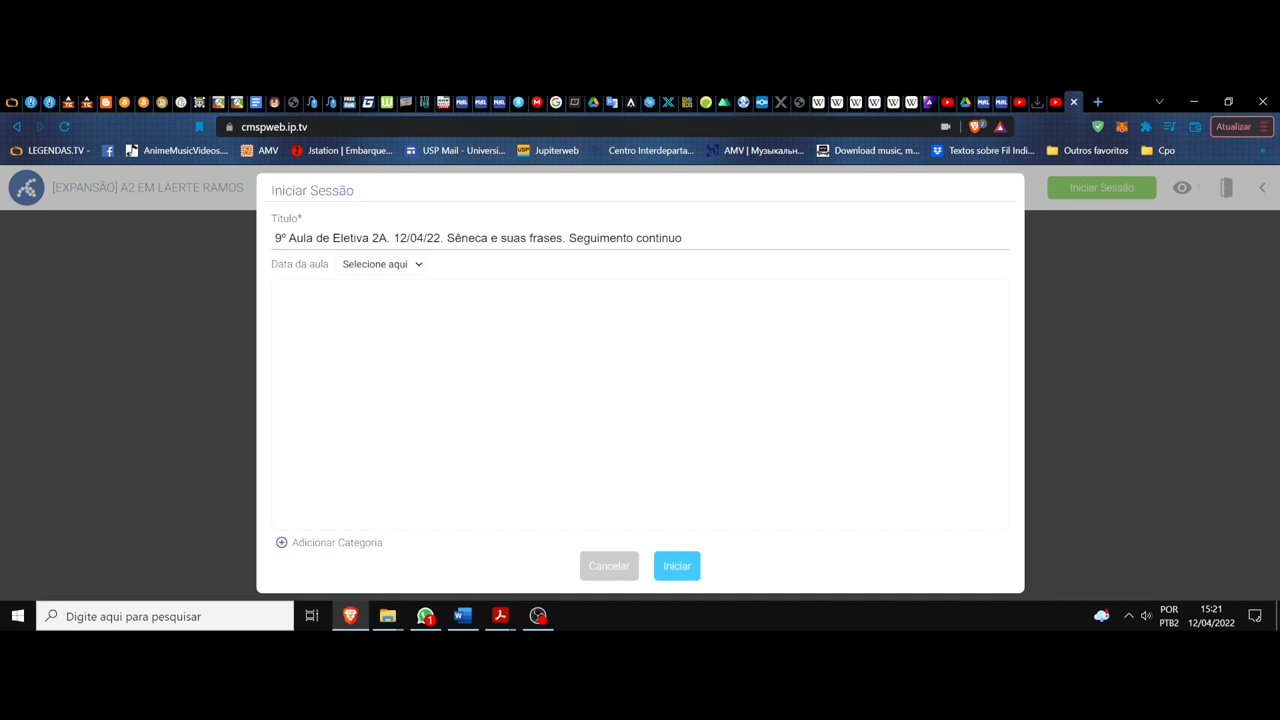 cmspweb.ip.tv
Atualizar
LEGENDAS.TV -
AnimeMusicVideos...
AMV
Jstation | Embarque...
USP Mail - Universi...
Jupiterweb
Centro Interdeparta...
AMV | Музыкальн...
Download music, m...
Textos sobre Fil Indi...
Outros favoritos
Cpo
[EXPANSÃO] A2 EM LAERTE RAMOS
Iniciar Sessão
1
Iniciar Sessão
Título*
9º Aula de Eletiva 2A. 12/04/22. Sêneca e suas frases. Seguimento continuo
Data da aula
Selecione aqui
Adicionar Categoria
Cancelar
Iniciar
Digite aqui para pesquisar
1
POR
PTB2
15:21
12/04/2022